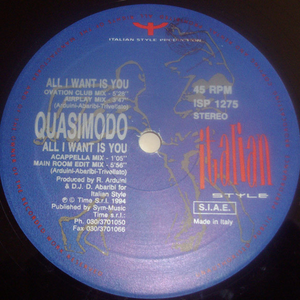 ITALIAN STYLE PRODUCTION
ALL I WANT IS YOU
OVATION CLUB MIX - 5'28"
AIRPLAY MIX - 3'47"
(Arduini-Abaribi-Trivellato)
QUASIMODO
ALL I WANT IS YOU
ACAPPELLA MIX - 1'05"
MAIN ROOM EDIT MIX - 5'56"
(Arduini-Abaribi-Trivellato)
Produced by R. Arduini
& D.J. D. Abaribi for
Italian Style
℗ © Time S.r.l. 1994
Published by Sym-Music
Time s.r.l.:
Ph. 030/3701050
Fax 030/3701066
45 RPM
ISP 1275
STEREO
italian
STYLE
S.I.A.E.
Made in Italy